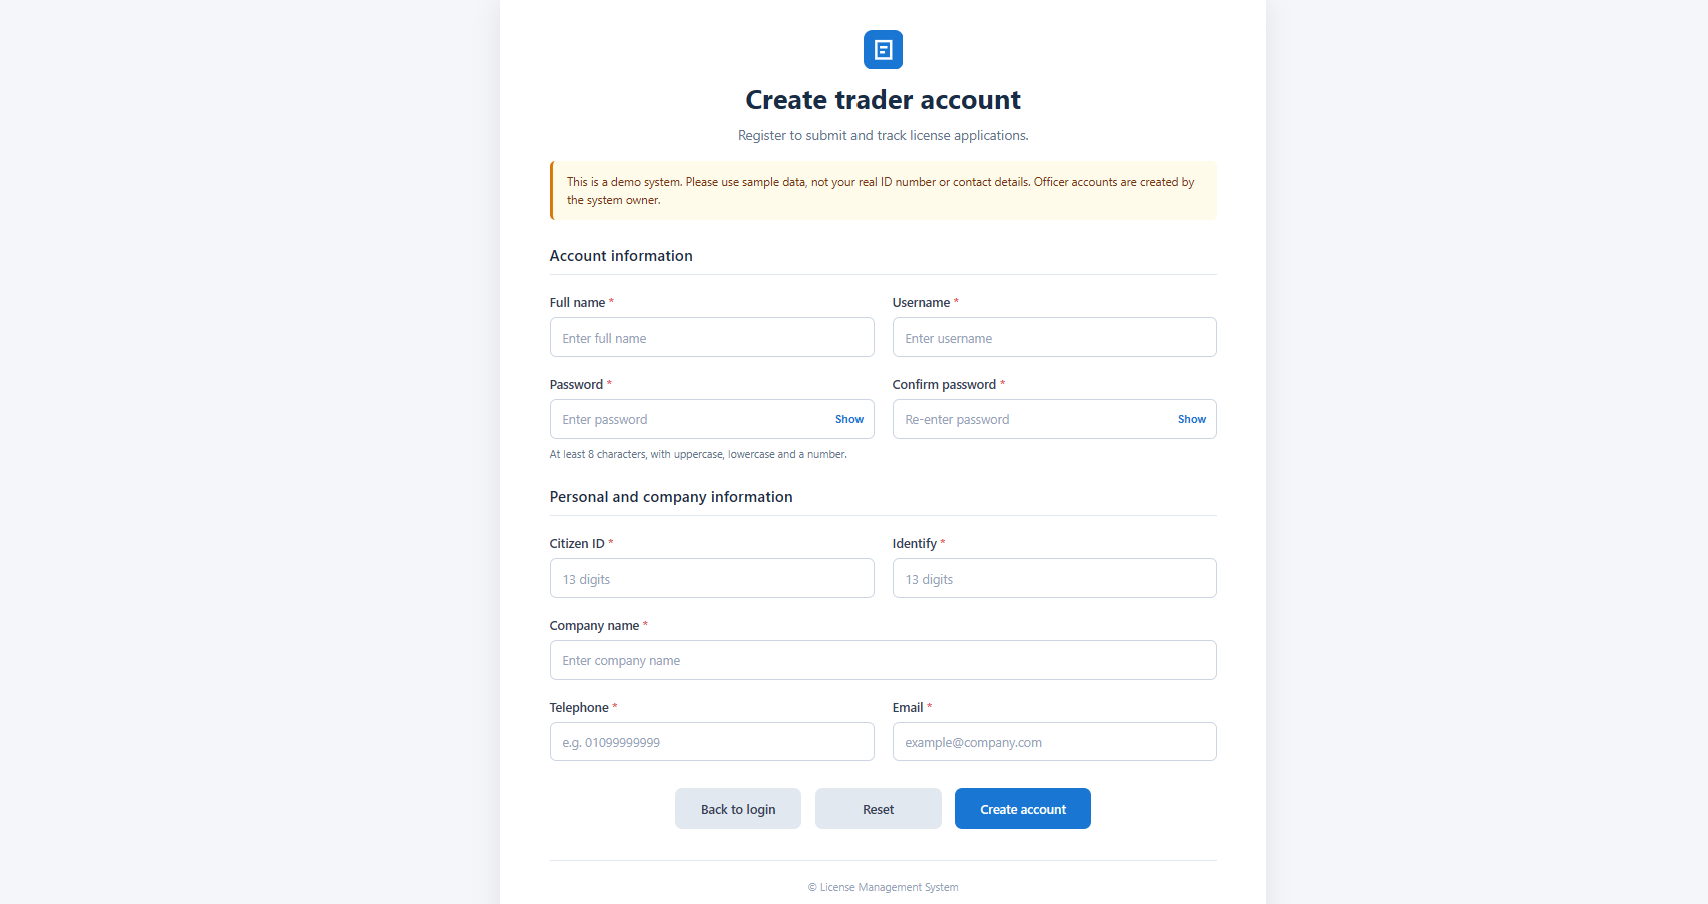 Create trader account
Register to submit and track license applications.
This is a demo system. Please use sample data, not your real ID number or contact details. Officer accounts are created by
the system owner.
Account information
Full name *
Username *
Enter full name
Enter username
Password *
Confirm password *
Enter password
Show
Re-enter password
Show
At least 8 characters, with uppercase, lowercase and a number.
Personal and company information
Citizen ID *
Identify *
13 digits
13 digits
Company name *
Enter company name
Telephone *
Email *
e.g. 01099999999
example@company.com
Back to login
Reset
Create account
© License Management System